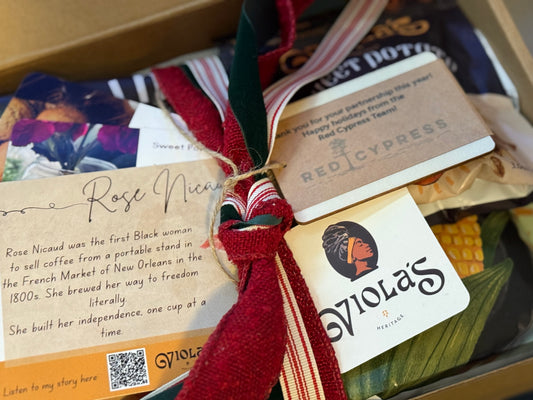 EET POTATO
Thank you for your partnership this year!
Happy holidays from the
Red Cypress Team!
RED CYPRESS
Sweet Po
Rose Nicau
Rose Nicaud was the first Black woman
to sell coffee from a portable stand in
the French Market of New Orleans in the
1800s. She brewed her way to freedom
literally.
She built her independence, one cup at a
time.
Listen to my story here
VIOLA'S
VIOLA'S
HERITAGE